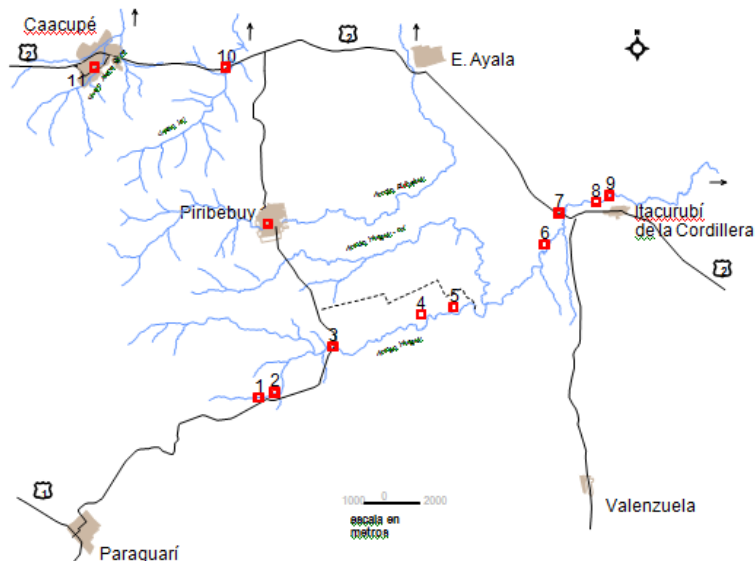 Caacupé
2
11
10
2
E. Ayala
Piribebuy
7
8
9
Itacurubí
de la Cordillera
6
2
4
5
3
1
2
1
Paraguarí
Valenzuela
1000
0
2000
escala en
metros